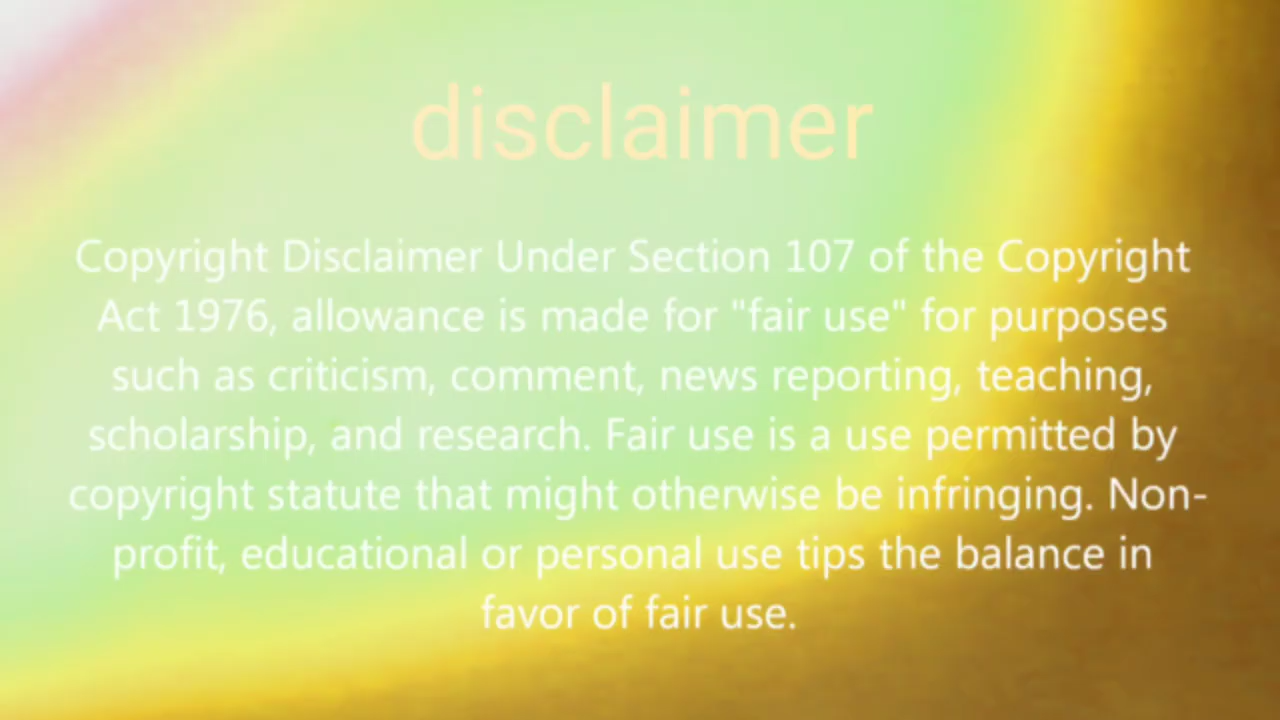 disclaimer
Copyright Disclaimer Under Section 107 of the Copyright
Act 1976, allowance is made for "fair use" for purposes
such as criticism, comment, news reporting, teaching,
scholarship, and research. Fair use is a use permitted by
copyright statute that might otherwise be infringing. Non-
profit, educational or personal use tips the balance in
favor of fair use.